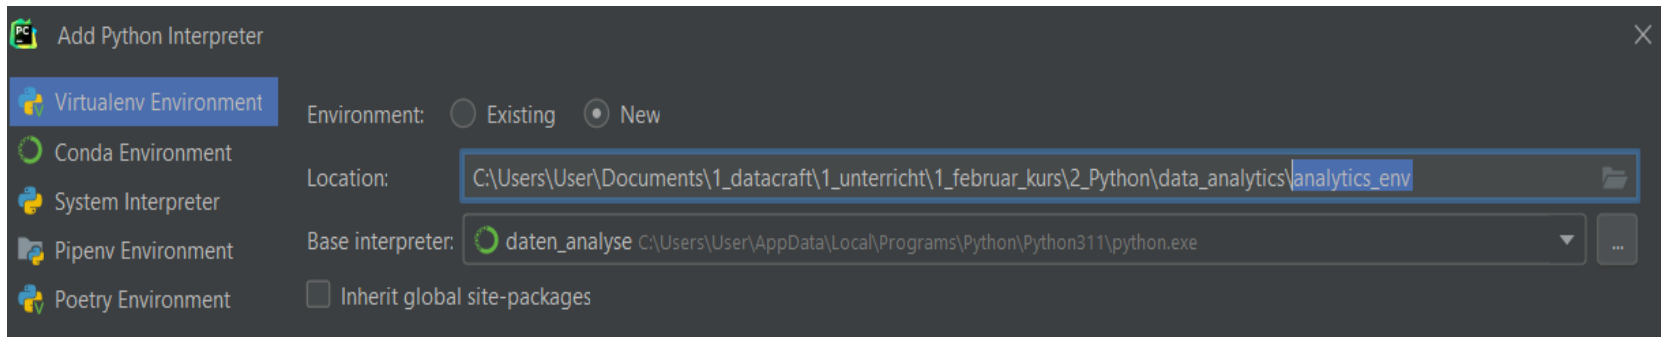 PC Add Python Interpreter
Virtualenv Environment
Conda Environment
System Interpreter
Pipenv Environment
Poetry Environment
Environment: Existing New
Location: C:\Users\User\Documents\1_datacraft\1_unterricht\1_februar_kurs\2_Python\data_analytics\analytics_env
Base interpreter: daten_analyse C:\Users\User\AppData\Local\Programs\Python\Python311\python.exe ...
Inherit global site-packages